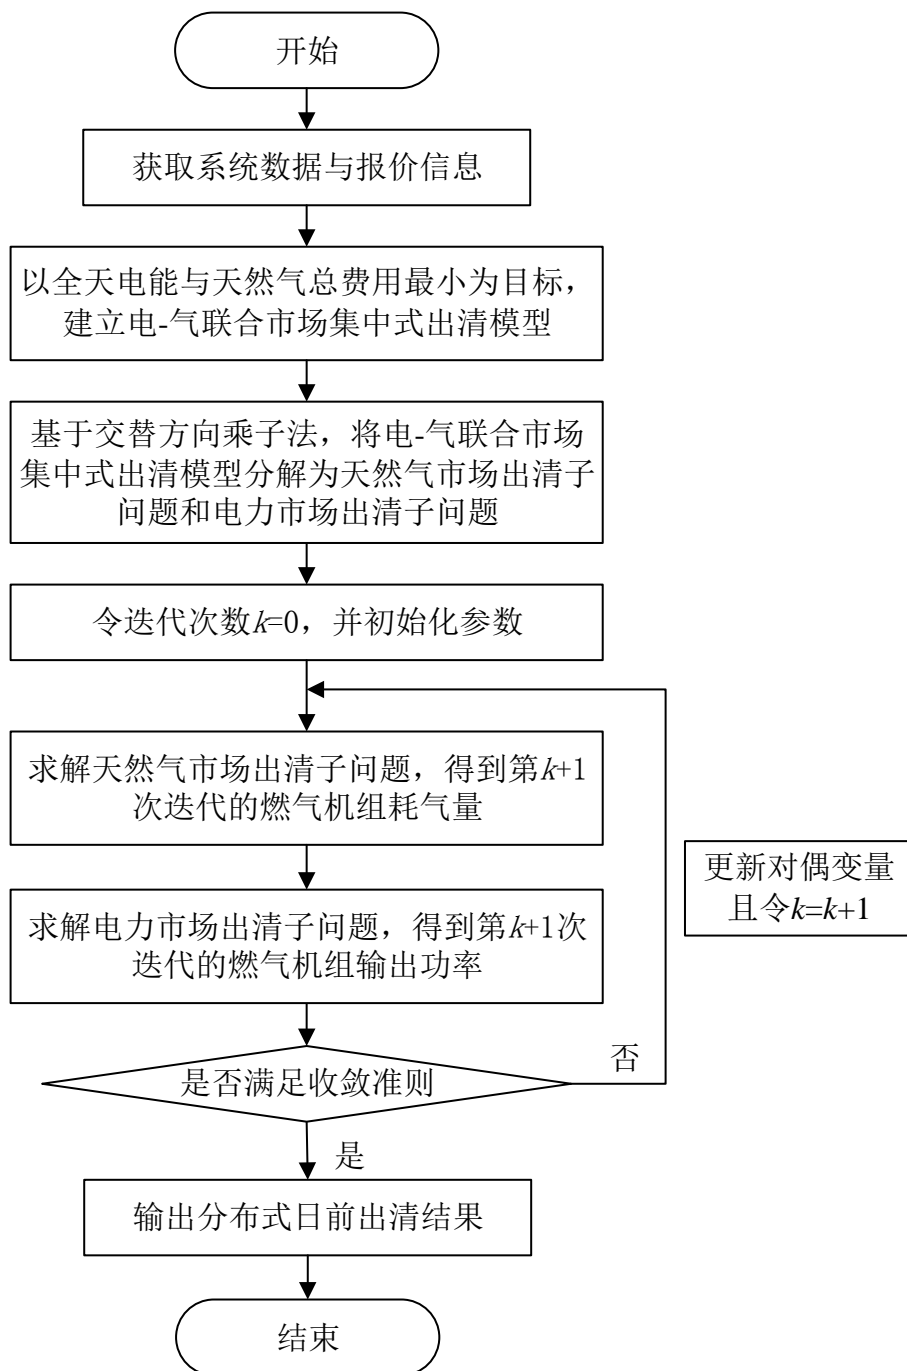 开始
获取系统数据与报价信息
以全天电能与天然气总费用最小为目标，
建立电-气联合市场集中式出清模型
基于交替方向乘子法，将电-气联合市场
集中式出清模型分解为天然气市场出清子
问题和电力市场出清子问题
令迭代次数k=0，并初始化参数
求解天然气市场出清子问题，得到第k+1
次迭代的燃气机组耗气量
更新对偶变量
且令k=k+1
求解电力市场出清子问题，得到第k+1次
迭代的燃气机组输出功率
是否满足收敛准则
否
是
输出分布式日前出清结果
结束